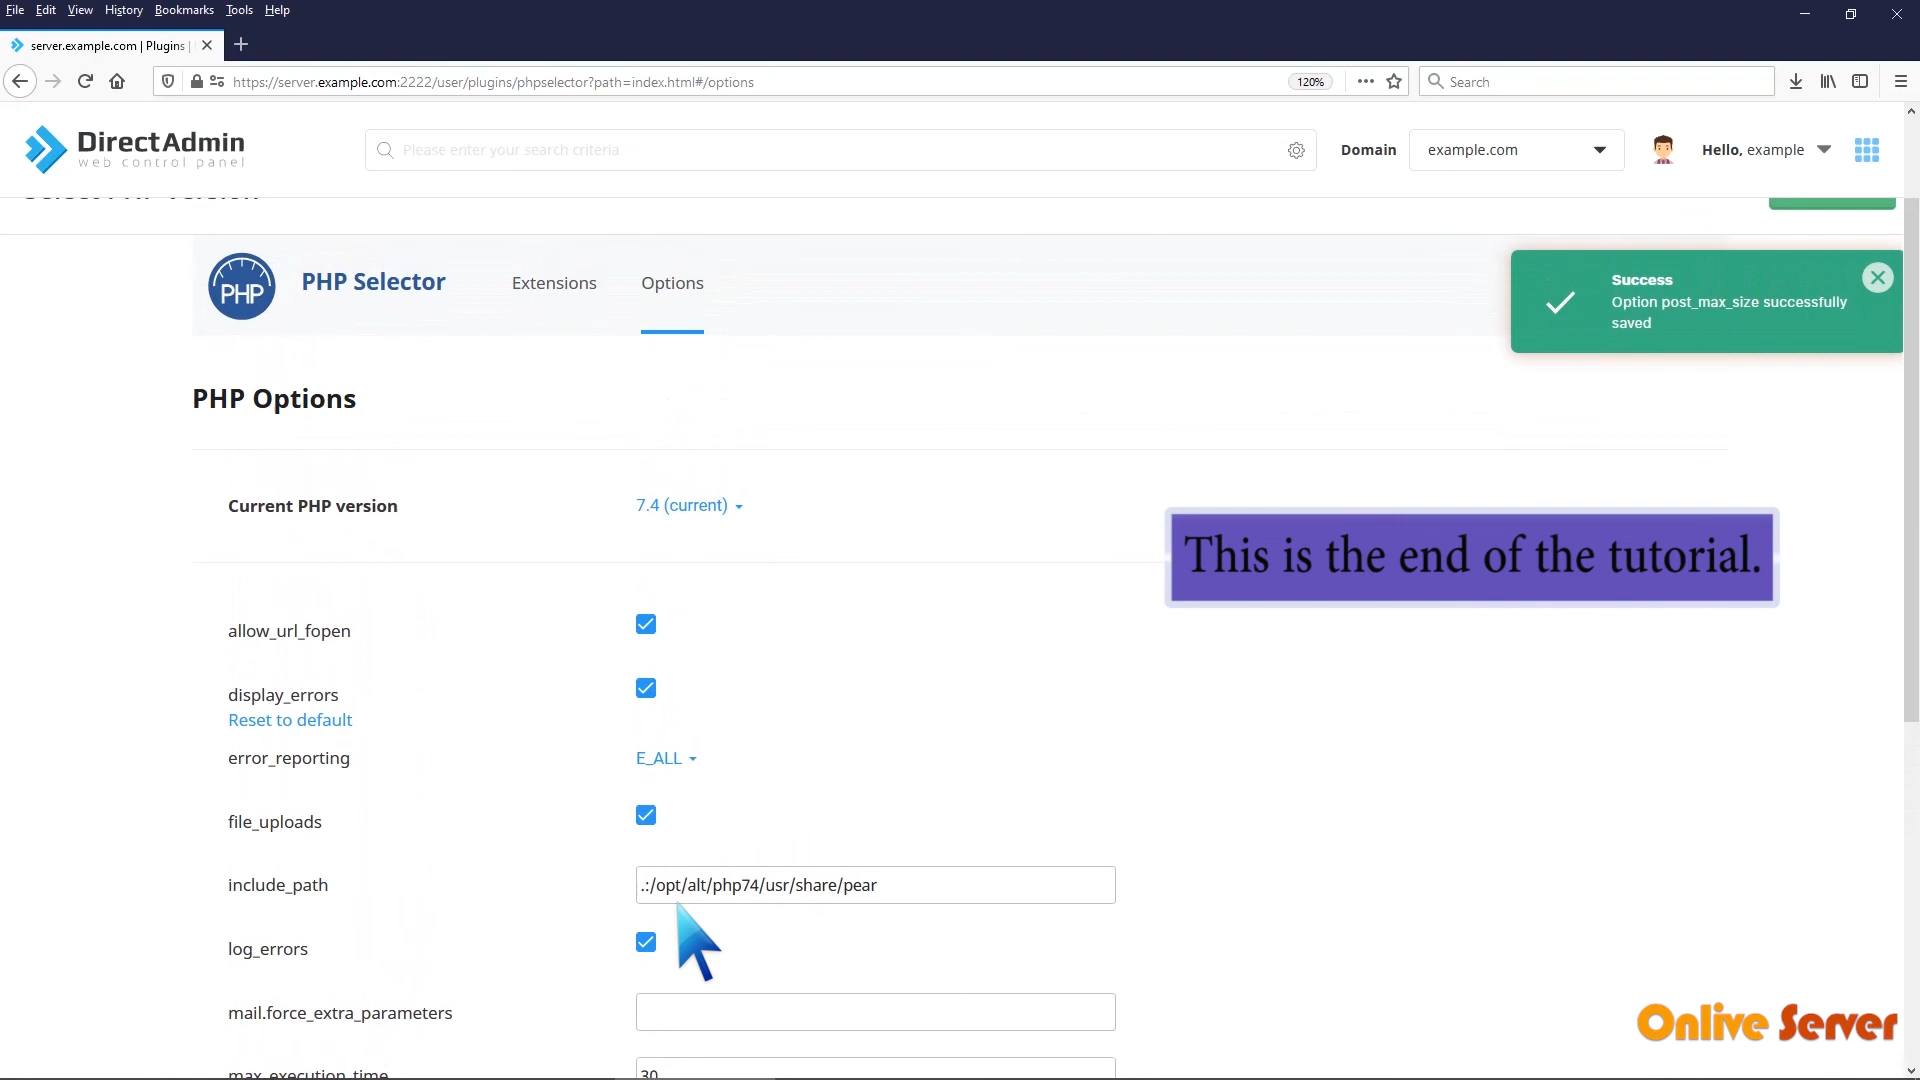 File Edit View History Bookmarks Tools Help
server.example.com | Plugins |
https://server.example.com:2222/user/plugins/phpselector?path=index.html#/options
120%
Search
DirectAdmin
web control panel
Please enter your search criteria
Domain
example.com
Hello, example
Select PHP version
PHP
PHP Selector
Extensions
Options
Success
Option post_max_size successfully
saved
PHP Options
Current PHP version
7.4 (current)
This is the end of the tutorial.
allow_url_fopen
display_errors
Reset to default
error_reporting
E_ALL
file_uploads
include_path
.:/opt/alt/php74/usr/share/pear
log_errors
mail.force_extra_parameters
Onlive Server
max_execution_time
30